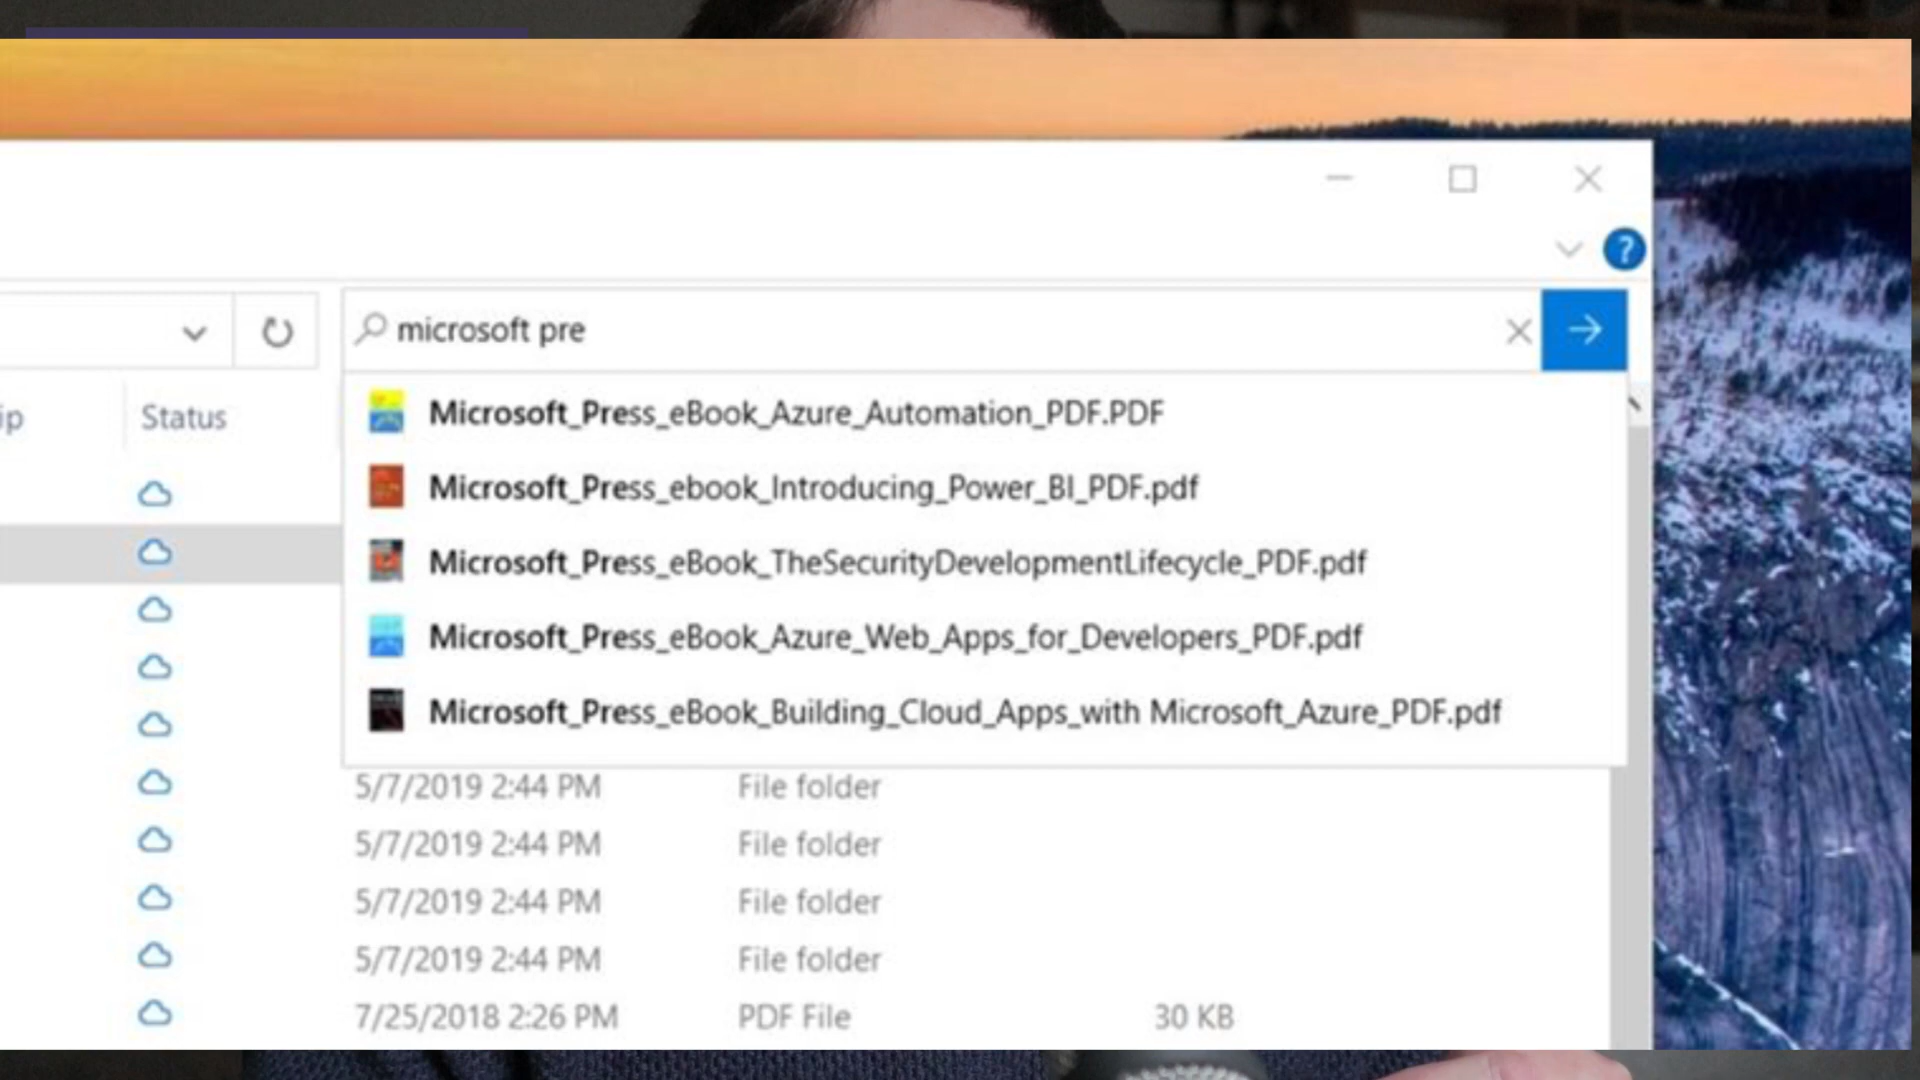 ?
microsoft pre
ip Status
Microsoft_Press_eBook_Azure_Automation_PDF.PDF
Microsoft_Press_ebook_Introducing_Power_BI_PDF.pdf
Microsoft_Press_eBook_TheSecurityDevelopmentLifecycle_PDF.pdf
Microsoft_Press_eBook_Azure_Web_Apps_for_Developers_PDF.pdf
Microsoft_Press_eBook_Building_Cloud_Apps_with Microsoft_Azure_PDF.pdf
5/7/2019 2:44 PM File folder
5/7/2019 2:44 PM File folder
5/7/2019 2:44 PM File folder
5/7/2019 2:44 PM File folder
7/25/2018 2:26 PM PDF File 30 KB